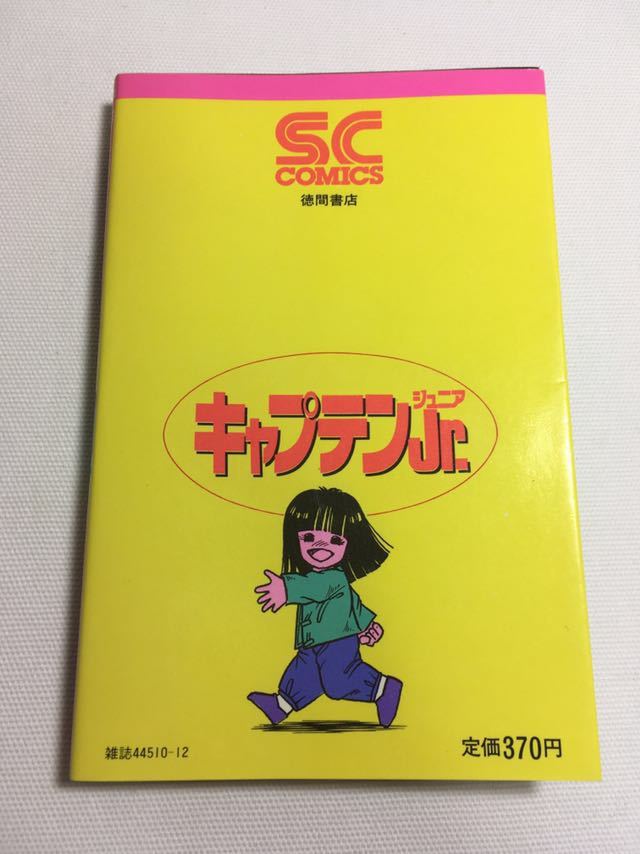 SC
COMICS
徳間書店
ジュニア
キャプテンJr.
雑誌44510-12
定価370円